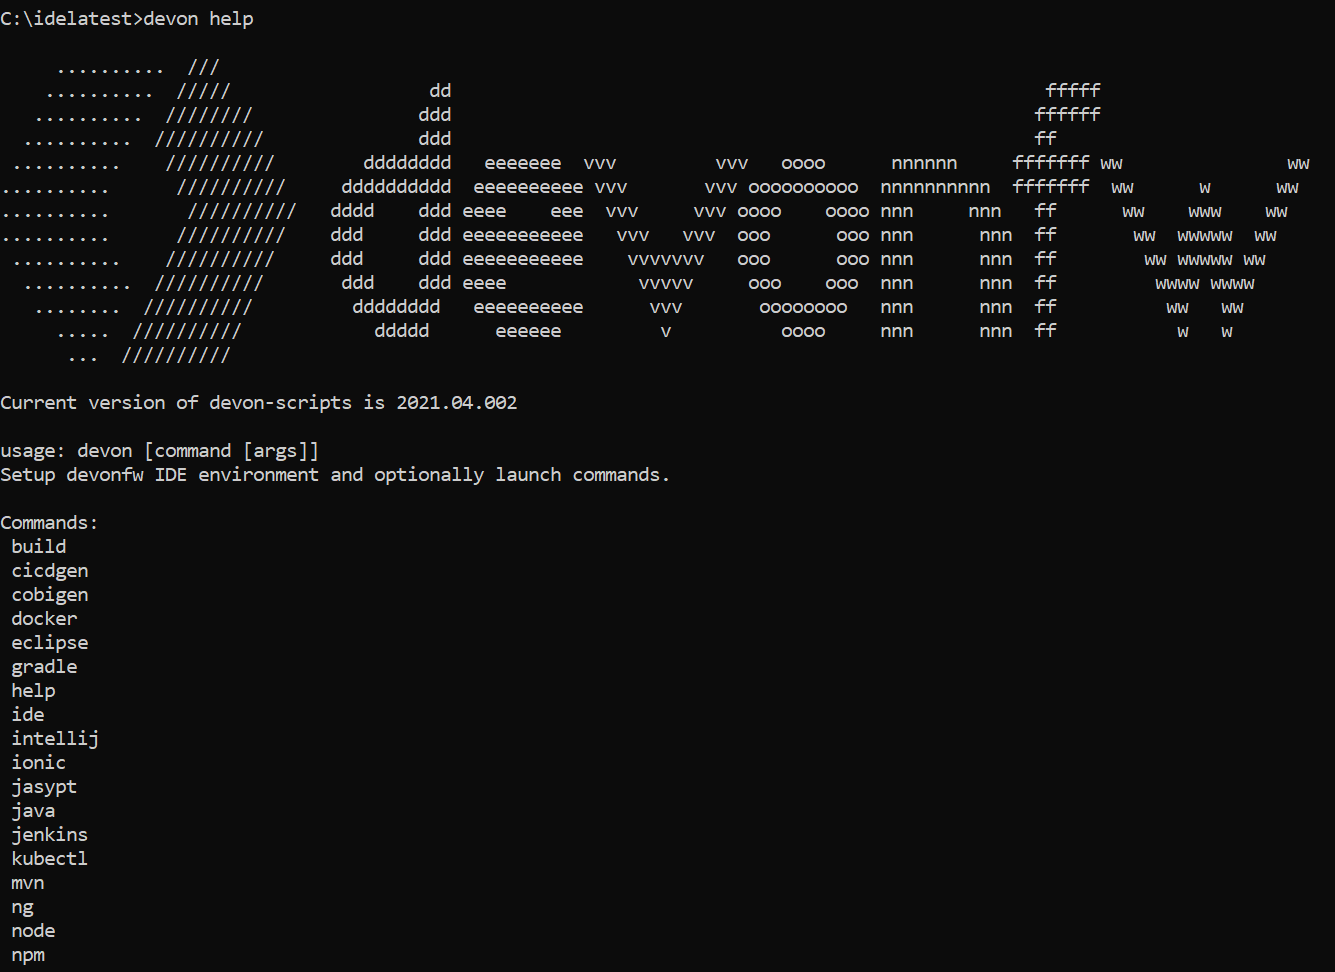 C:\idelatest>devon help

     ..........  ///
    ..........  /////                  dd                                                      fffff
   ..........  ////////               ddd                                                     ffffff
  ..........  //////////              ddd                                                     ff
 ..........    //////////        dddddddd   eeeeeee  vvv         vvv   oooo      nnnnnn     fffffff ww               ww
..........      //////////     dddddddddd  eeeeeeeeee vvv       vvv oooooooooo  nnnnnnnnnn  fffffff  ww      w      ww
..........       //////////   dddd    ddd eeee    eee  vvv     vvv oooo    oooo nnn     nnn   ff      ww    www    ww
..........      //////////    ddd     ddd eeeeeeeeeee   vvv   vvv  ooo      ooo nnn      nnn  ff       ww  wwwww  ww
 ..........    //////////     ddd     ddd eeeeeeeeeee    vvvvvvv   ooo      ooo nnn      nnn  ff        ww wwwww ww
  ..........  //////////       ddd    ddd eeee            vvvvv     ooo    ooo  nnn      nnn  ff         wwww wwww
   ........  //////////         dddddddd   eeeeeeeeee      vvv       oooooooo   nnn      nnn  ff          ww   ww
     .....  //////////            ddddd      eeeeee         v          oooo     nnn      nnn  ff           w   w
      ...  //////////

Current version of devon-scripts is 2021.04.002

usage: devon [command [args]]
Setup devonfw IDE environment and optionally launch commands.

Commands:
 build
 cicdgen
 cobigen
 docker
 eclipse
 gradle
 help
 ide
 intellij
 ionic
 jasypt
 java
 jenkins
 kubectl
 mvn
 ng
 node
 npm